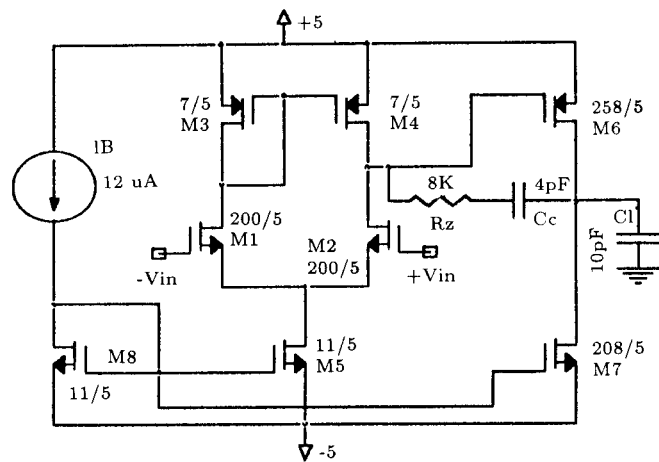 +5
7/5
M3
7/5
M4
258/5
M6
IB
12 uA
8K
Rz
4pF
Cc
Cl
10pF
200/5
M1
M2
200/5
-Vin
+Vin
M8
11/5
11/5
M5
208/5
M7
-5